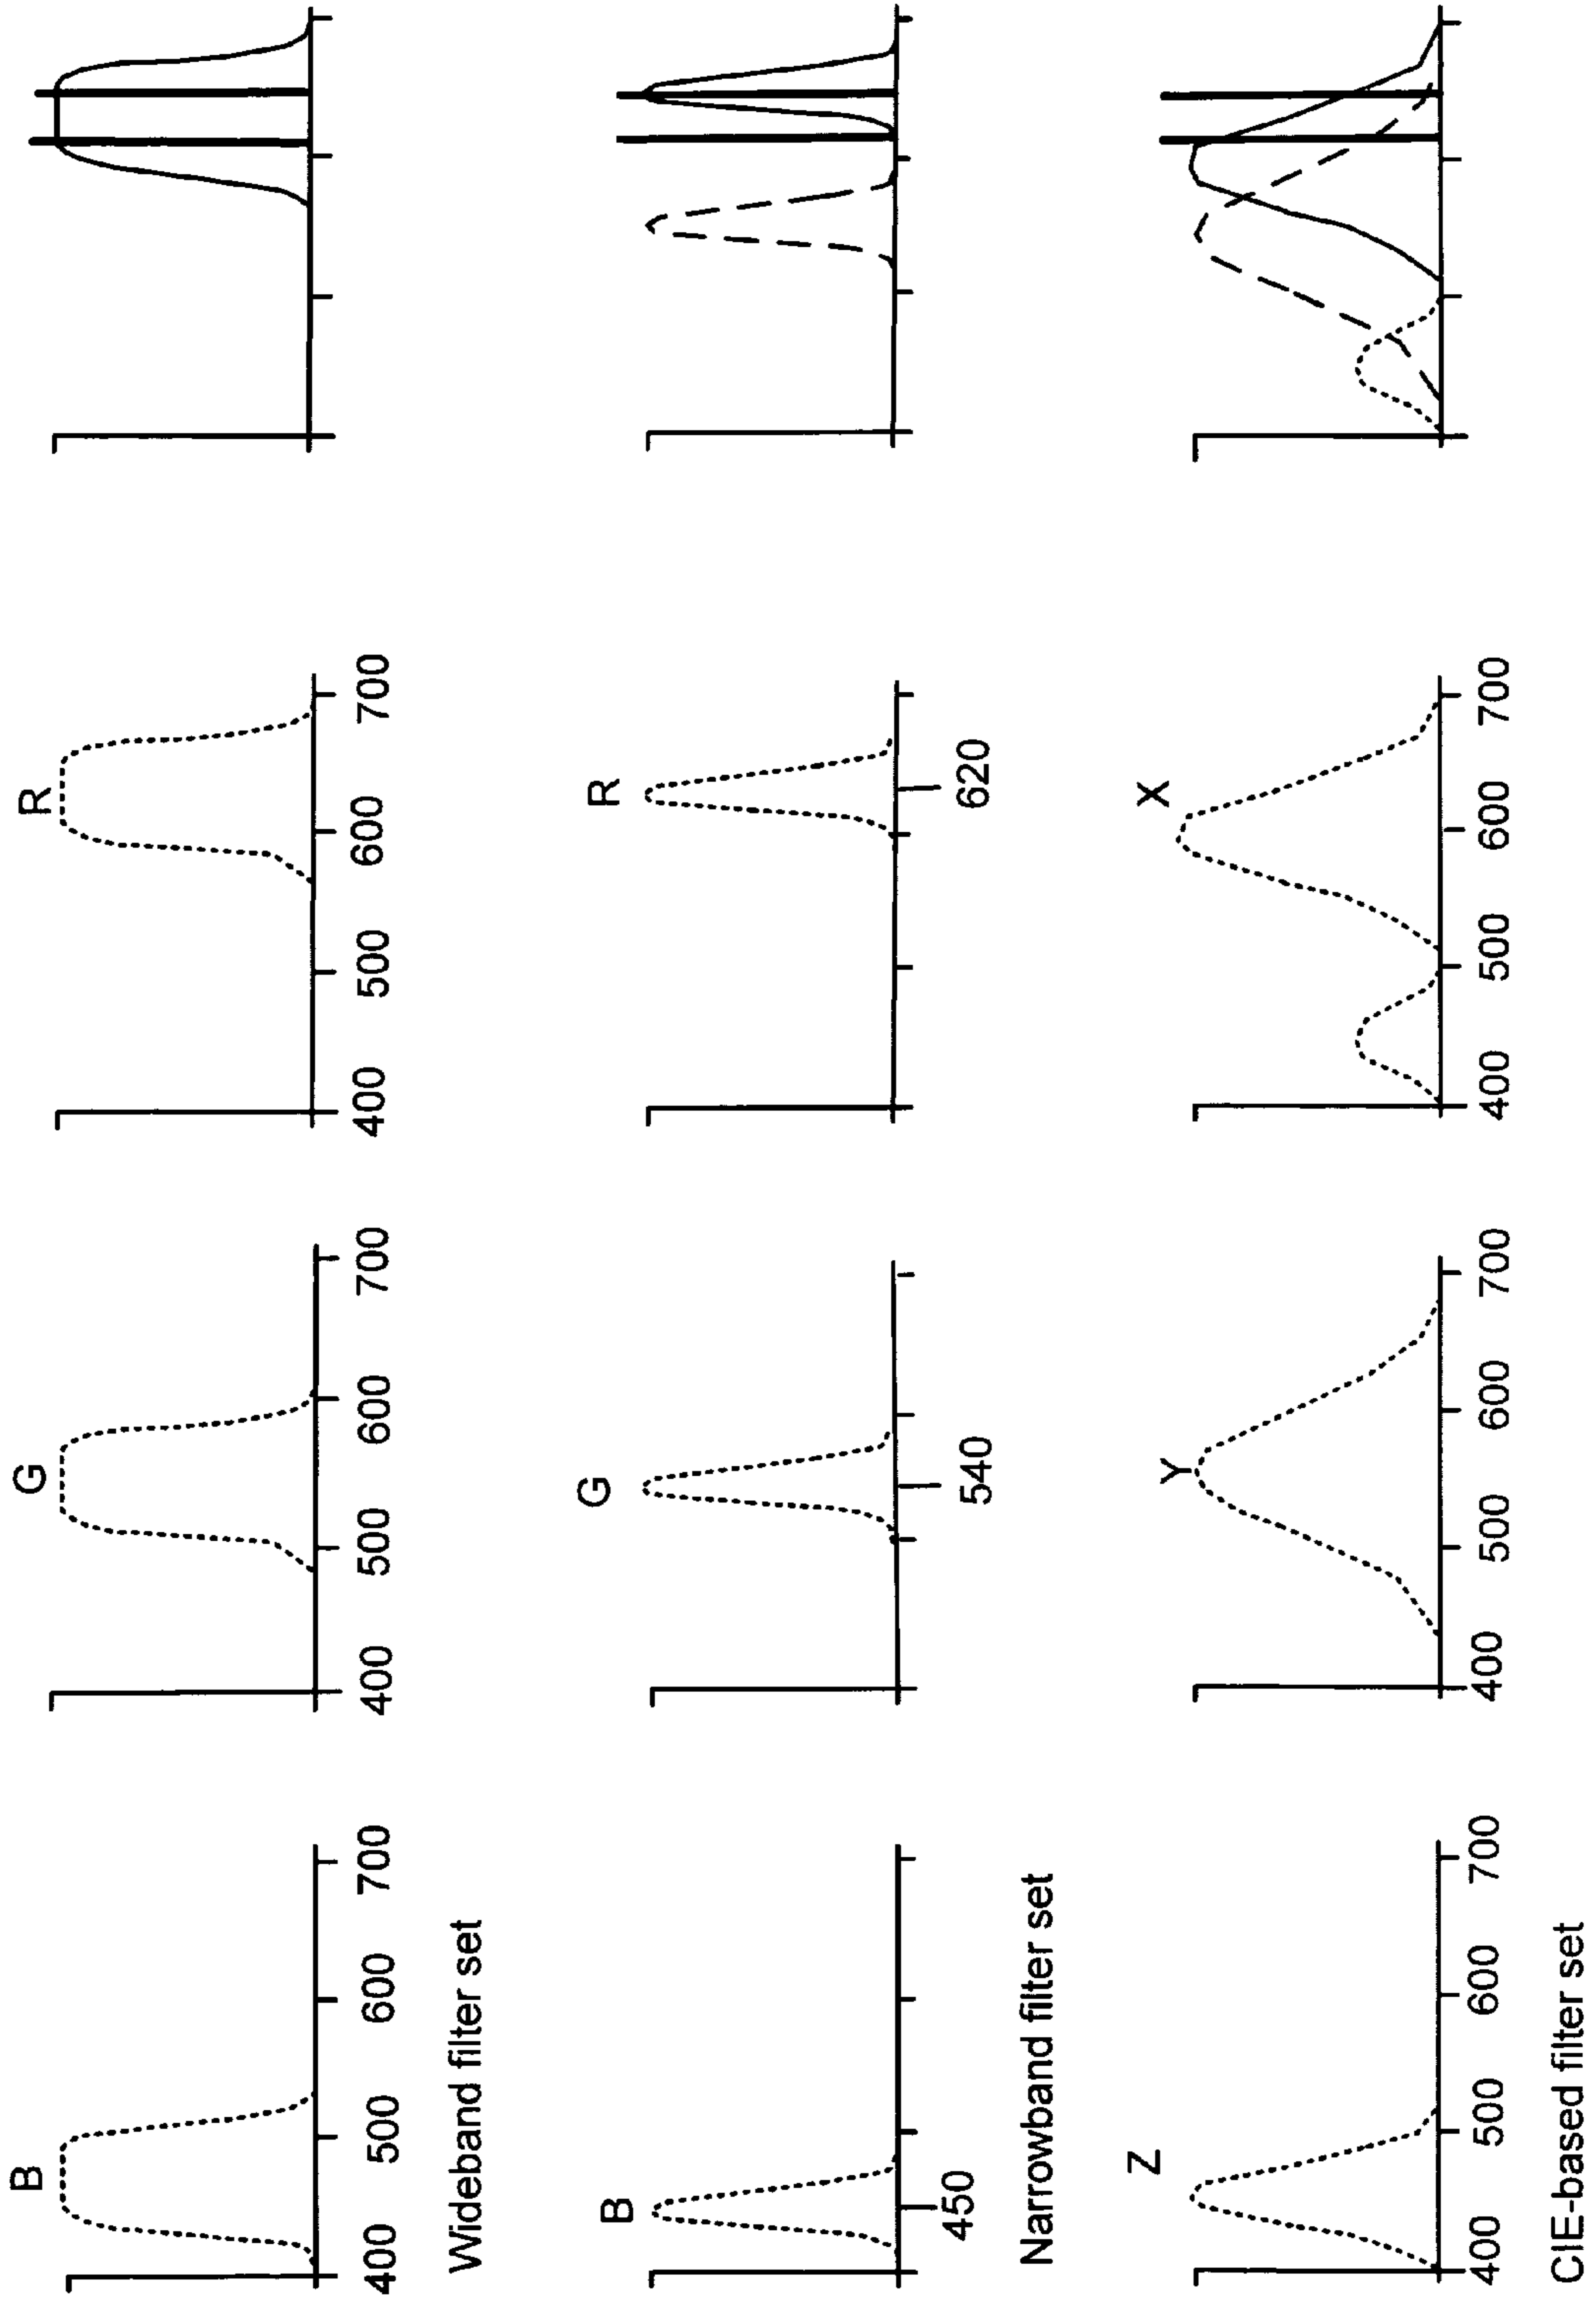 B
G
R
400 500 600 700
400 500 600 700
400 500 600 700
Wideband filter set
B
G
R
450
540
620
Narrowband filter set
Z
Y
X
400 500 600 700
400 500 600 700
400 500 600 700
CIE-based filter set